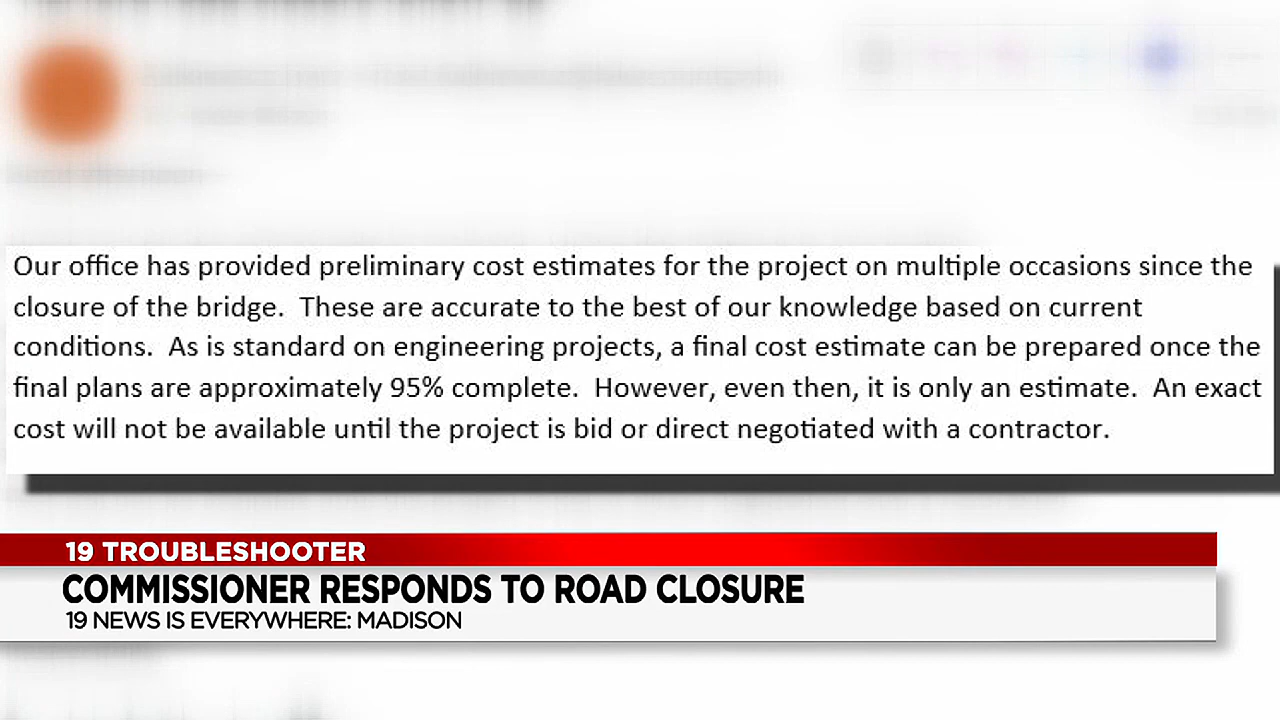 Our office has provided preliminary cost estimates for the project on multiple occasions since the
closure of the bridge.  These are accurate to the best of our knowledge based on current
conditions.  As is standard on engineering projects, a final cost estimate can be prepared once the
final plans are approximately 95% complete.  However, even then, it is only an estimate.  An exact
cost will not be available until the project is bid or direct negotiated with a contractor.
19 TROUBLESHOOTER
COMMISSIONER RESPONDS TO ROAD CLOSURE
19 NEWS IS EVERYWHERE: MADISON